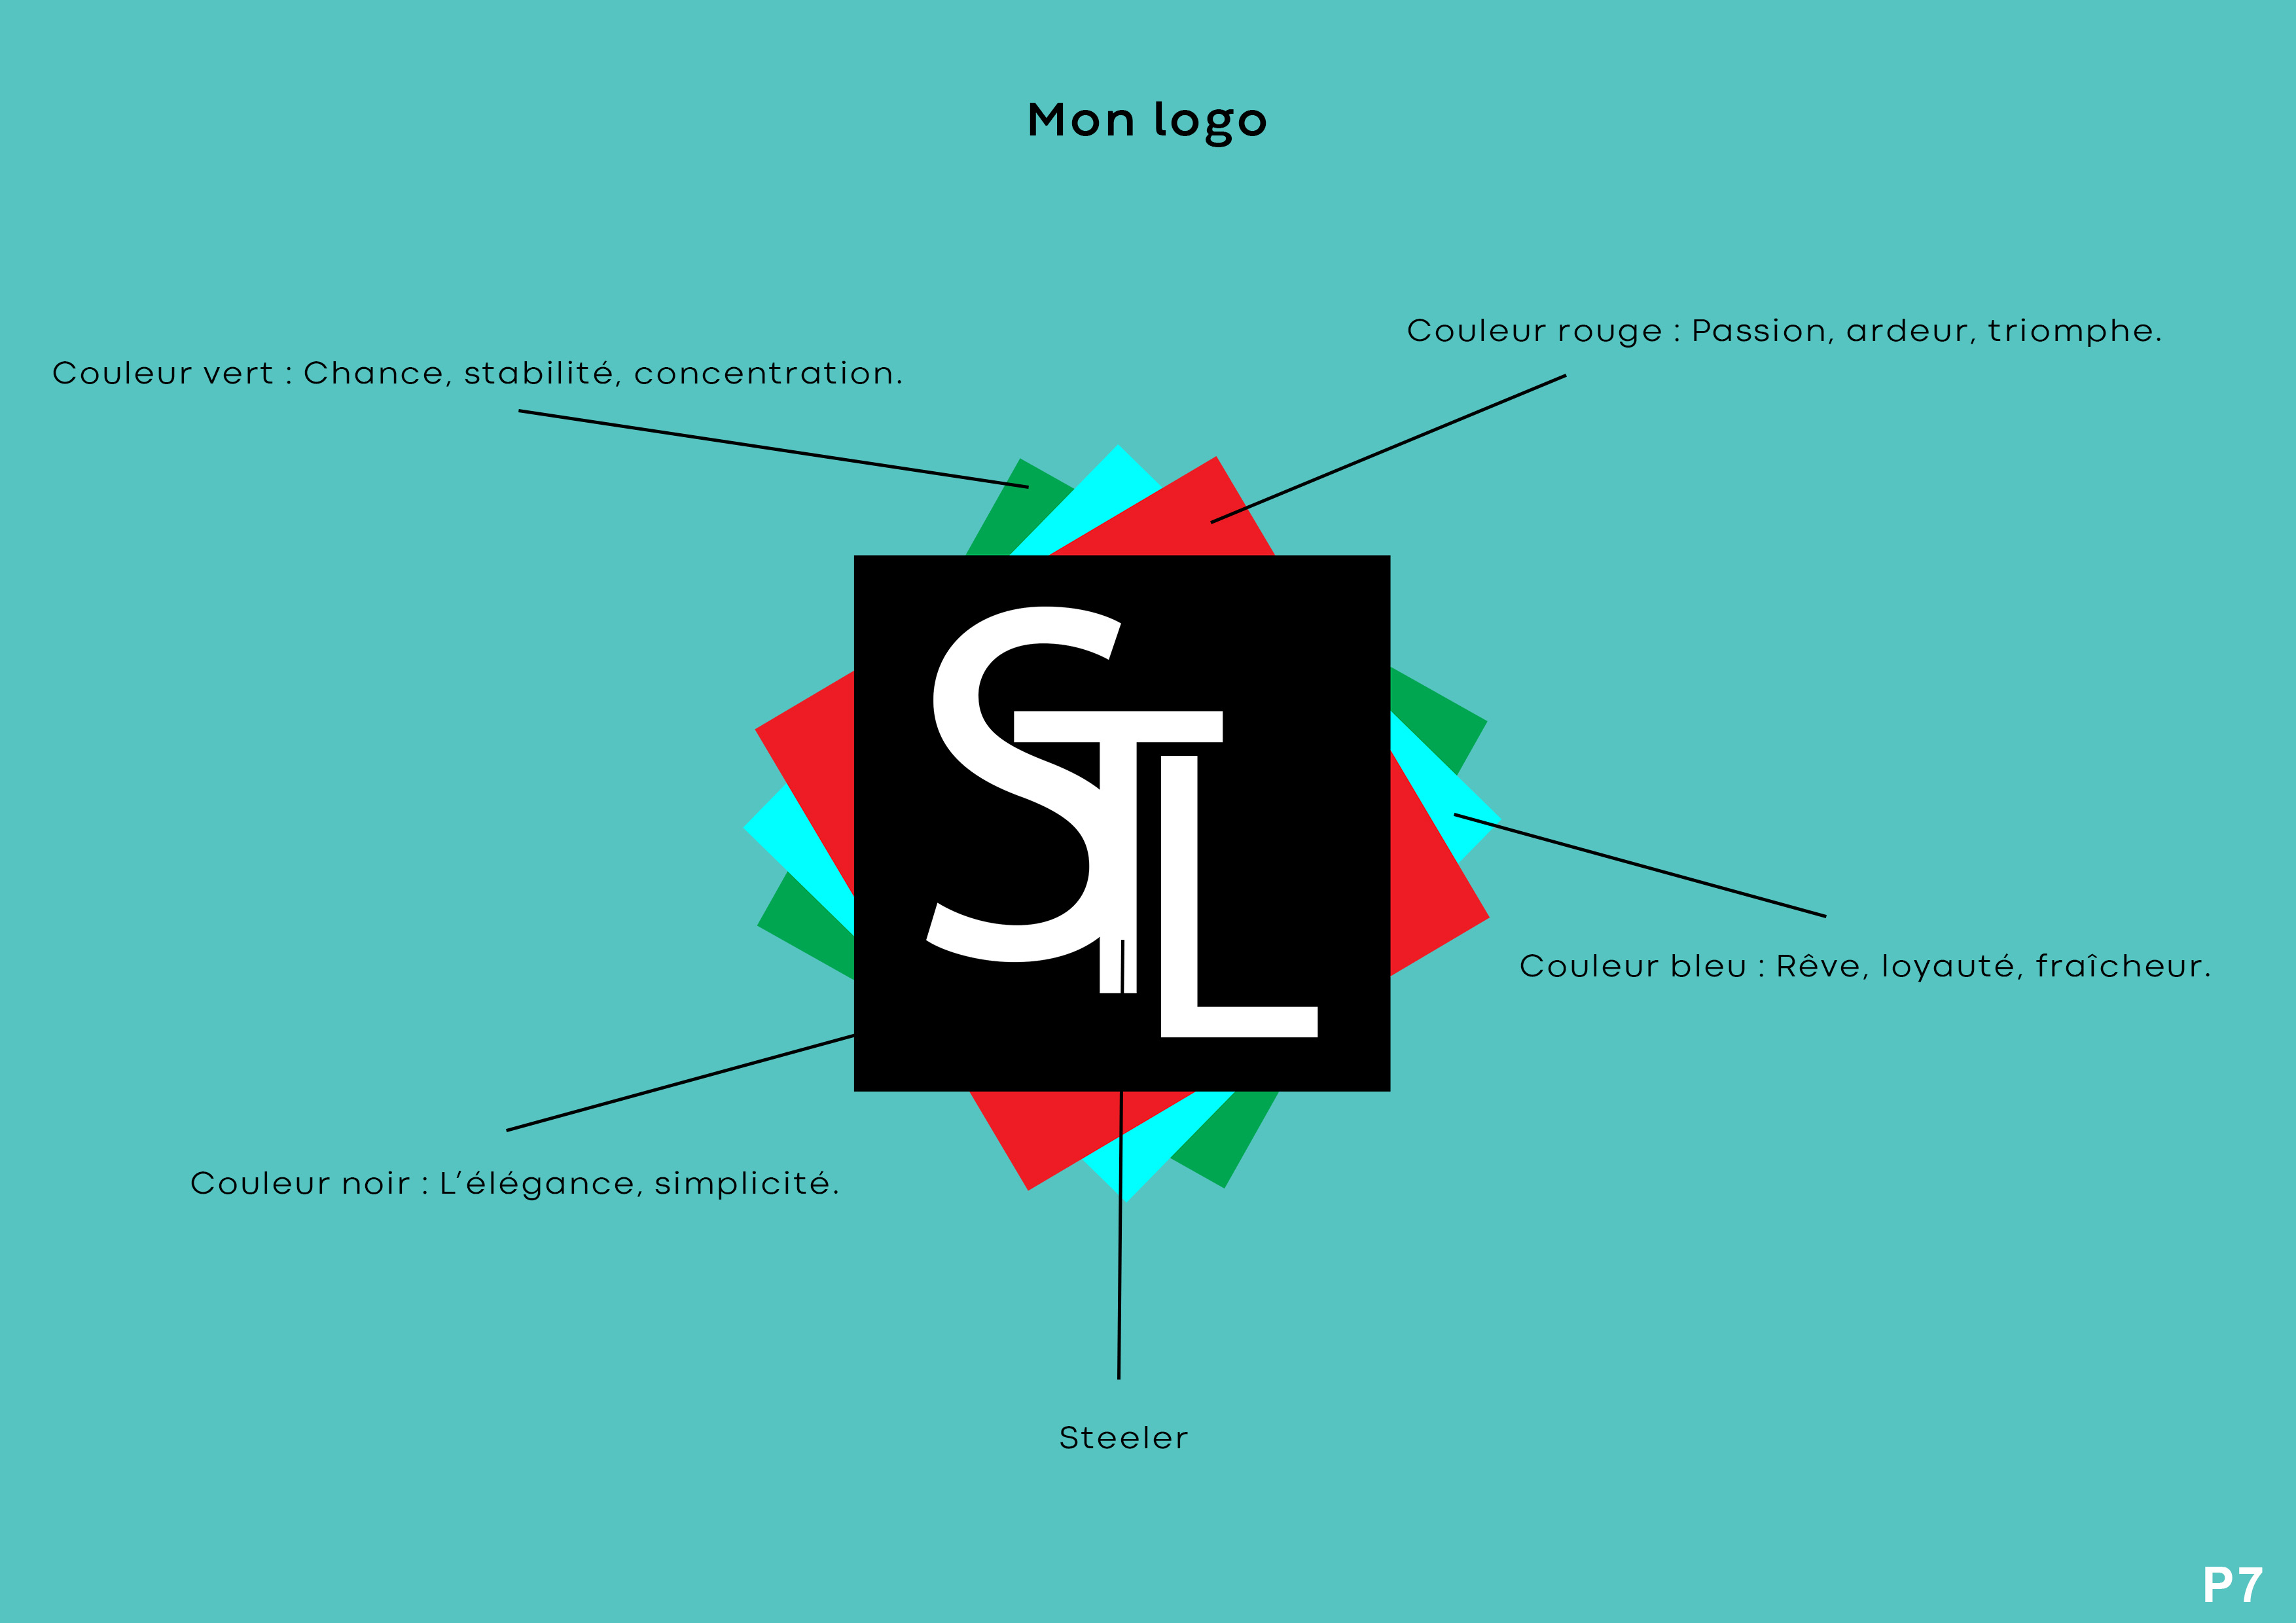 Mon logo
Couleur rouge : Passion, ardeur, triomphe.
Couleur vert : Chance, stabilité, concentration.
STL
Couleur bleu : Rêve, loyauté, fraîcheur.
Couleur noir : L’élégance, simplicité.
Steeler
P7